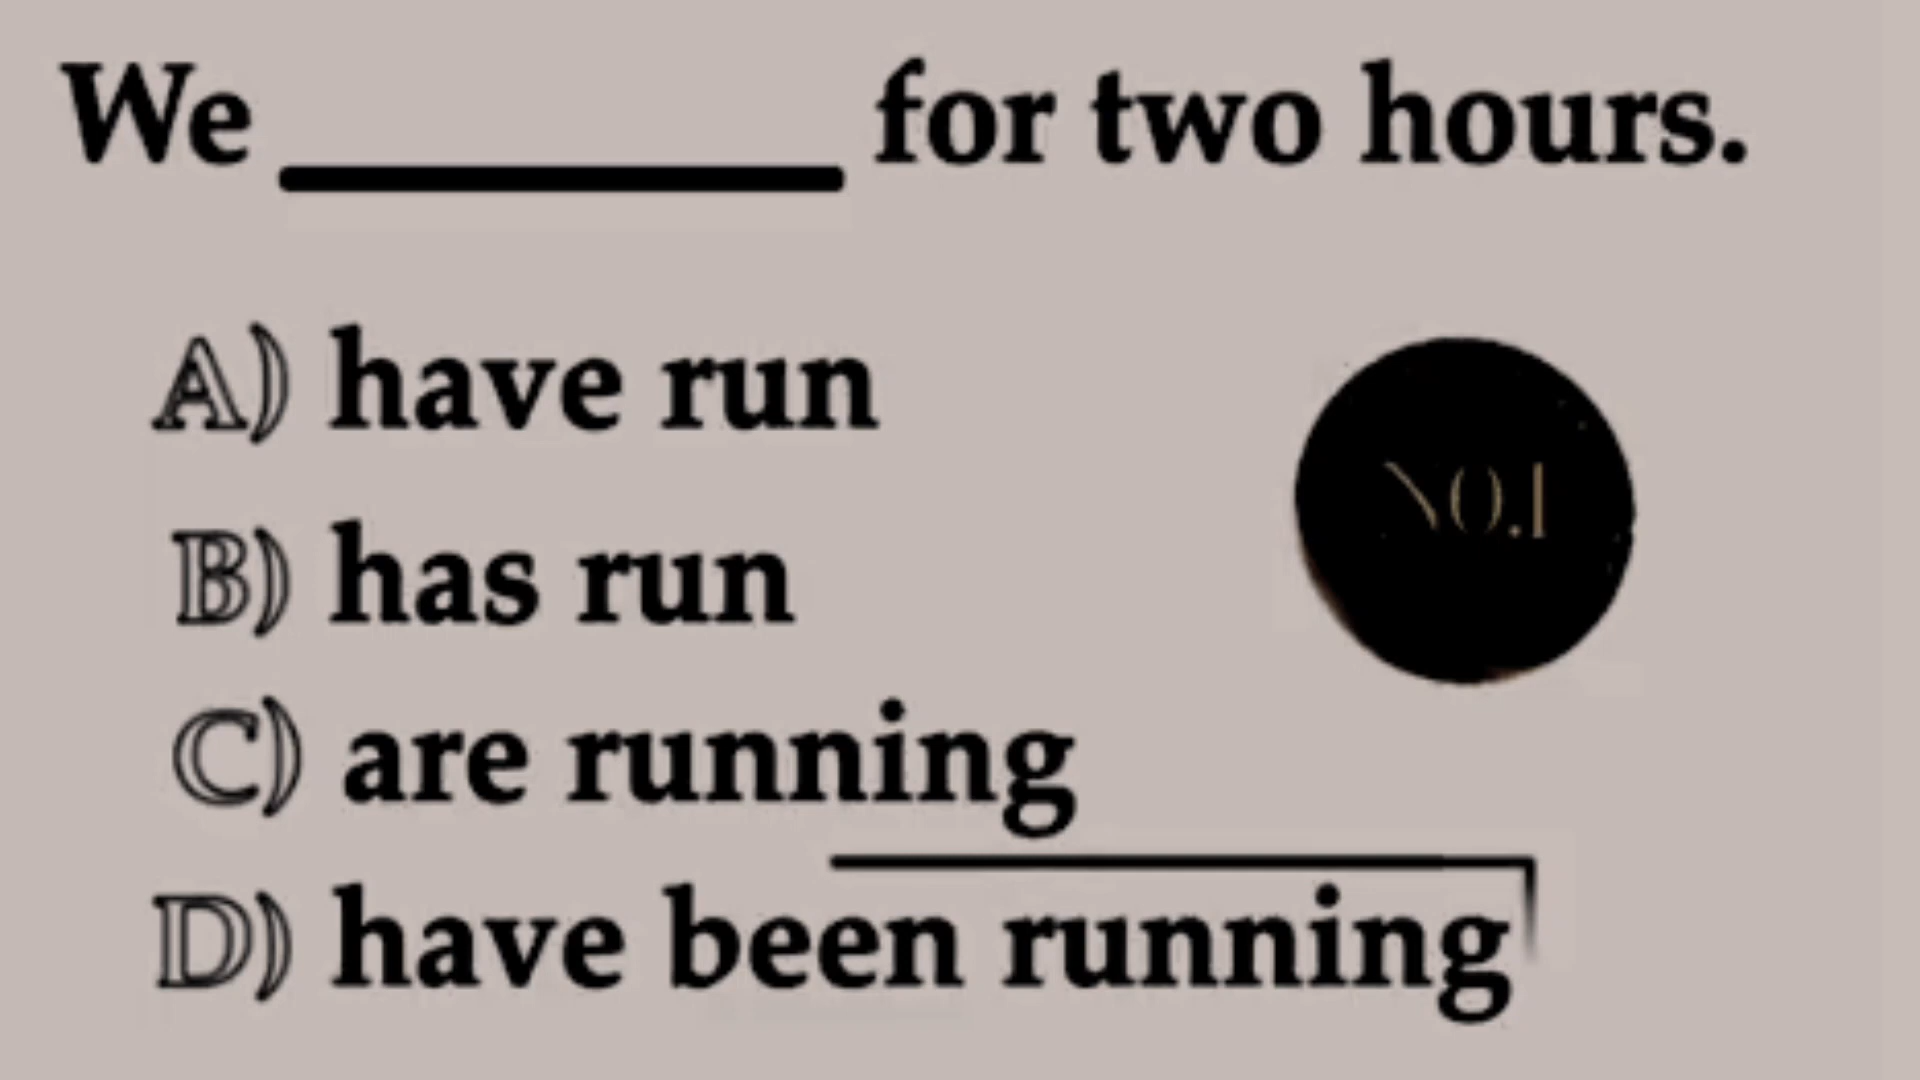 We ________ for two hours.
A) have run
B) has run
NO.1
C) are running
D) have been running